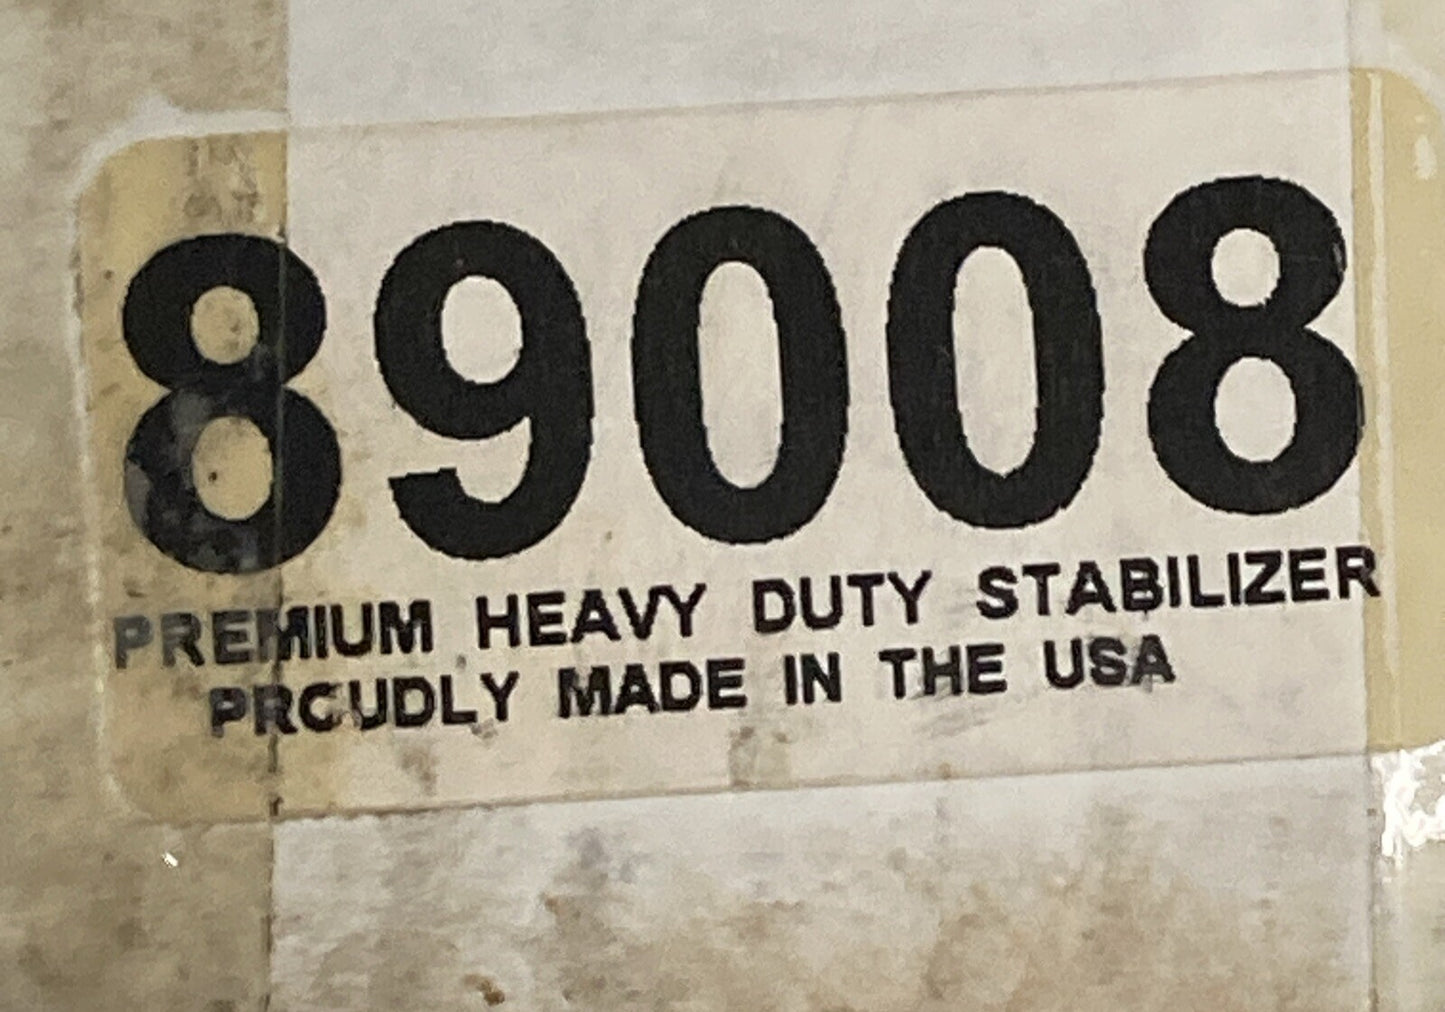 89008
PREMIUM HEAVY DUTY STABILIZER
PROUDLY MADE IN THE USA